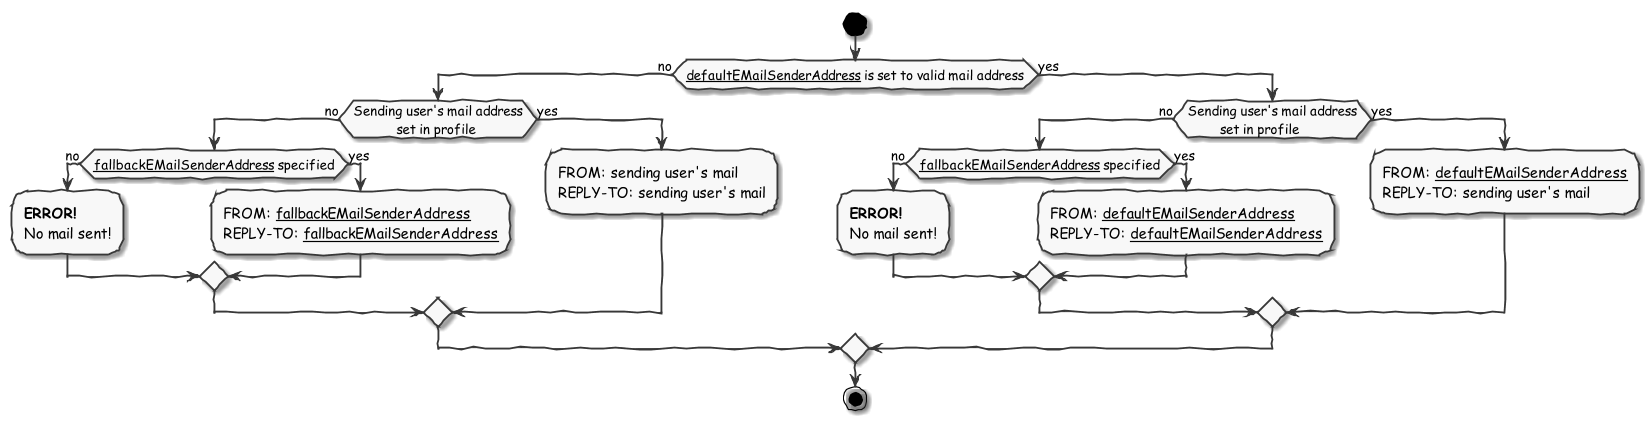 no
defaultEMailSenderAddress is set to valid mail address
yes
no
Sending user's mail address
set in profile
yes
no
fallbackEMailSenderAddress specified
yes
ERROR!
No mail sent!
FROM: fallbackEMailSenderAddress
REPLY-TO: fallbackEMailSenderAddress
FROM: sending user's mail
REPLY-TO: sending user's mail
no
Sending user's mail address
set in profile
yes
no
fallbackEMailSenderAddress specified
yes
ERROR!
No mail sent!
FROM: defaultEMailSenderAddress
REPLY-TO: defaultEMailSenderAddress
FROM: defaultEMailSenderAddress
REPLY-TO: sending user's mail